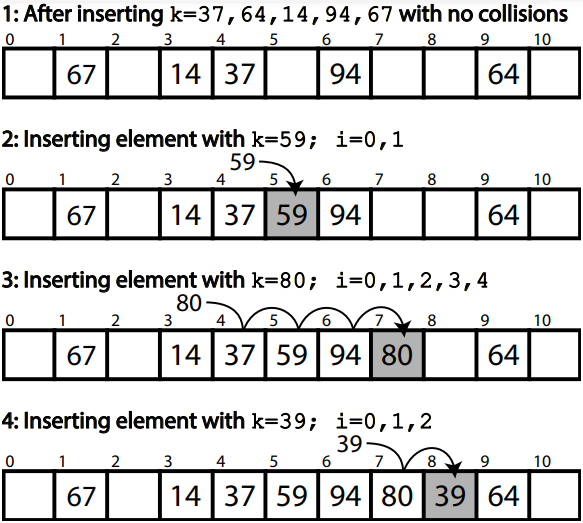 1: After inserting k=37,64,14,94,67 with no collisions
0 1 2 3 4 5 6 7 8 9 10
67 14 37 94 64
2: Inserting element with k=59; i=0,1
59
0 1 2 3 4 5 6 7 8 9 10
67 14 37 59 94 64
3: Inserting element with k=80; i=0,1,2,3,4
80
0 1 2 3 4 5 6 7 8 9 10
67 14 37 59 94 80 64
4: Inserting element with k=39; i=0,1,2
39
0 1 2 3 4 5 6 7 8 9 10
67 14 37 59 94 80 39 64